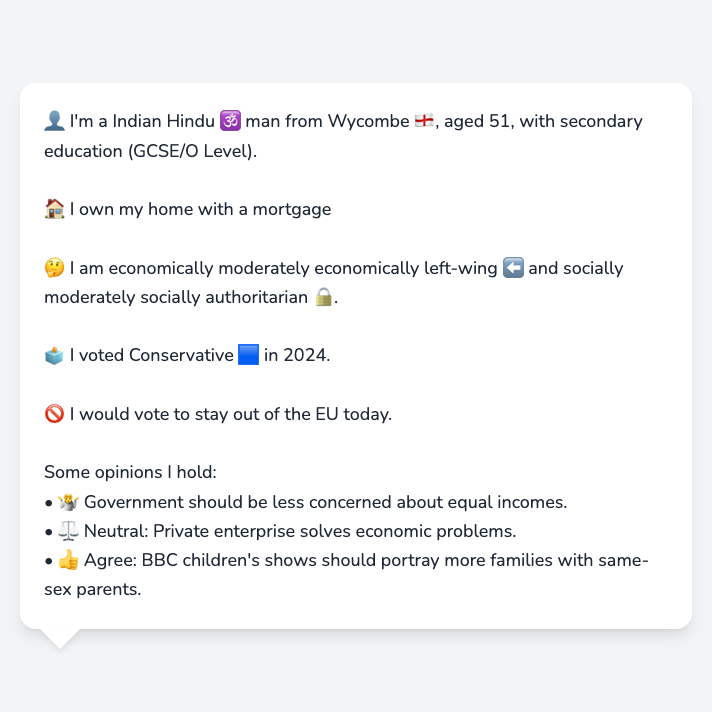 👤 I'm a Indian Hindu 🕉️ man from Wycombe 🏴󠁧󠁢󠁥󠁮󠁧󠁿, aged 51, with secondary
education (GCSE/O Level).
🏠 I own my home with a mortgage
🤔 I am economically moderately economically left-wing ⬅️ and socially
moderately socially authoritarian 🔒.
🗳️ I voted Conservative 🟦 in 2024.
🚫 I would vote to stay out of the EU today.
Some opinions I hold:
• 🤷 Government should be less concerned about equal incomes.
• ⚖️ Neutral: Private enterprise solves economic problems.
• 👍 Agree: BBC children's shows should portray more families with same-
sex parents.